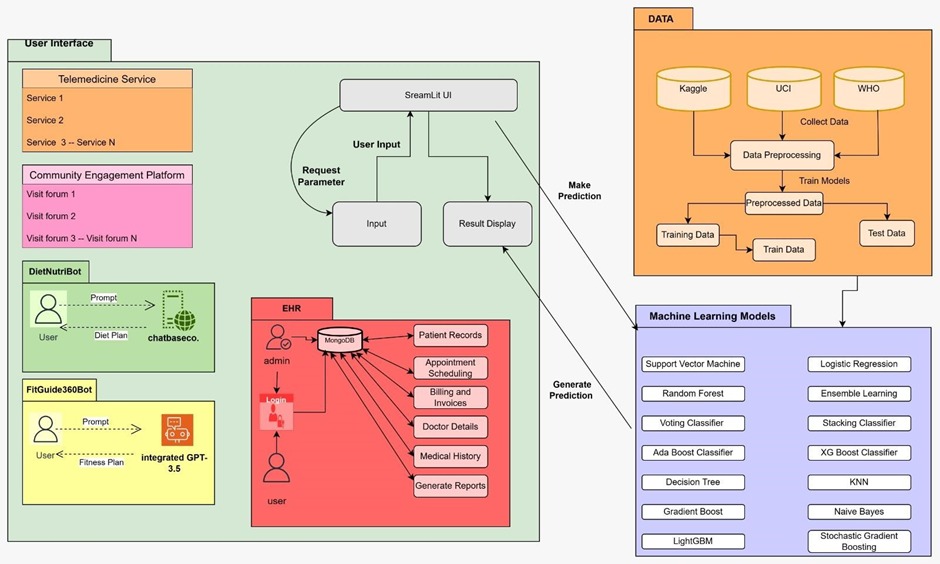 User Interface
Telemedicine Service
Service 1
Service 2
Service 3 -- Service N
Community Engagement Platform
Visit forum 1
Visit forum 2
Visit forum 3 -- Visit forum N
DietNutriBot
Prompt
User
Diet Plan
chatbaseco.
FitGuide360Bot
Prompt
User
Fitness Plan
integrated GPT-
3.5
SreamLit UI
User Input
Request
Parameter
Input
Result Display
EHR
admin
MongoDB
Login
user
Patient Records
Appointment
Scheduling
Billing and
Invoices
Doctor Details
Medical History
Generate Reports
Make
Prediction
Generate
Prediction
DATA
Kaggle
UCI
WHO
Collect Data
Data Preprocessing
Train Models
Preprocessed Data
Training Data
Train Data
Test Data
Machine Learning Models
Support Vector Machine
Logistic Regression
Random Forest
Ensemble Learning
Voting Classifier
Stacking Classifier
Ada Boost Classifier
XG Boost Classifier
Decision Tree
KNN
Gradient Boost
Naive Bayes
LightGBM
Stochastic Gradient
Boosting